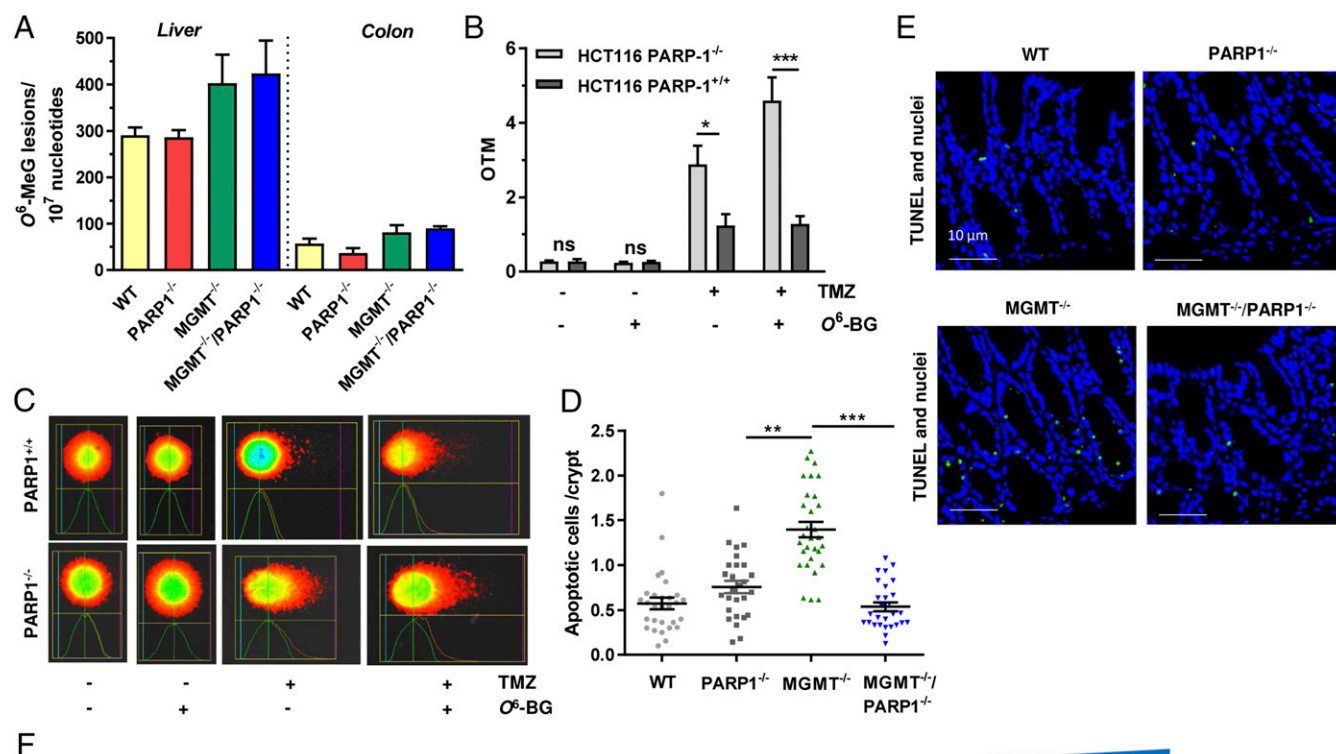 A
Liver
Colon
O⁶-MeG lesions/
10⁷ nucleotides
500
400
300
200
100
0
WT
PARP1⁻/⁻
MGMT⁻/⁻
MGMT⁻/⁻/PARP1⁻/⁻
WT
PARP1⁻/⁻
MGMT⁻/⁻
MGMT⁻/⁻/PARP1⁻/⁻
B
HCT116 PARP-1⁻/⁻
HCT116 PARP-1⁺/⁺
OTM
6
4
2
0
ns
ns
*
***
- - + + TMZ
- + - + O⁶-BG
C
PARP1⁺/⁺
PARP1⁻/⁻
- - + + TMZ
- + - + O⁶-BG
D
Apoptotic cells /crypt
2.5
2.0
1.5
1.0
0.5
0.0
**
***
WT
PARP1⁻/⁻
MGMT⁻/⁻
MGMT⁻/⁻/
PARP1⁻/⁻
E
WT
PARP1⁻/⁻
TUNEL and nuclei
10 µm
MGMT⁻/⁻
MGMT⁻/⁻/PARP1⁻/⁻
TUNEL and nuclei
F